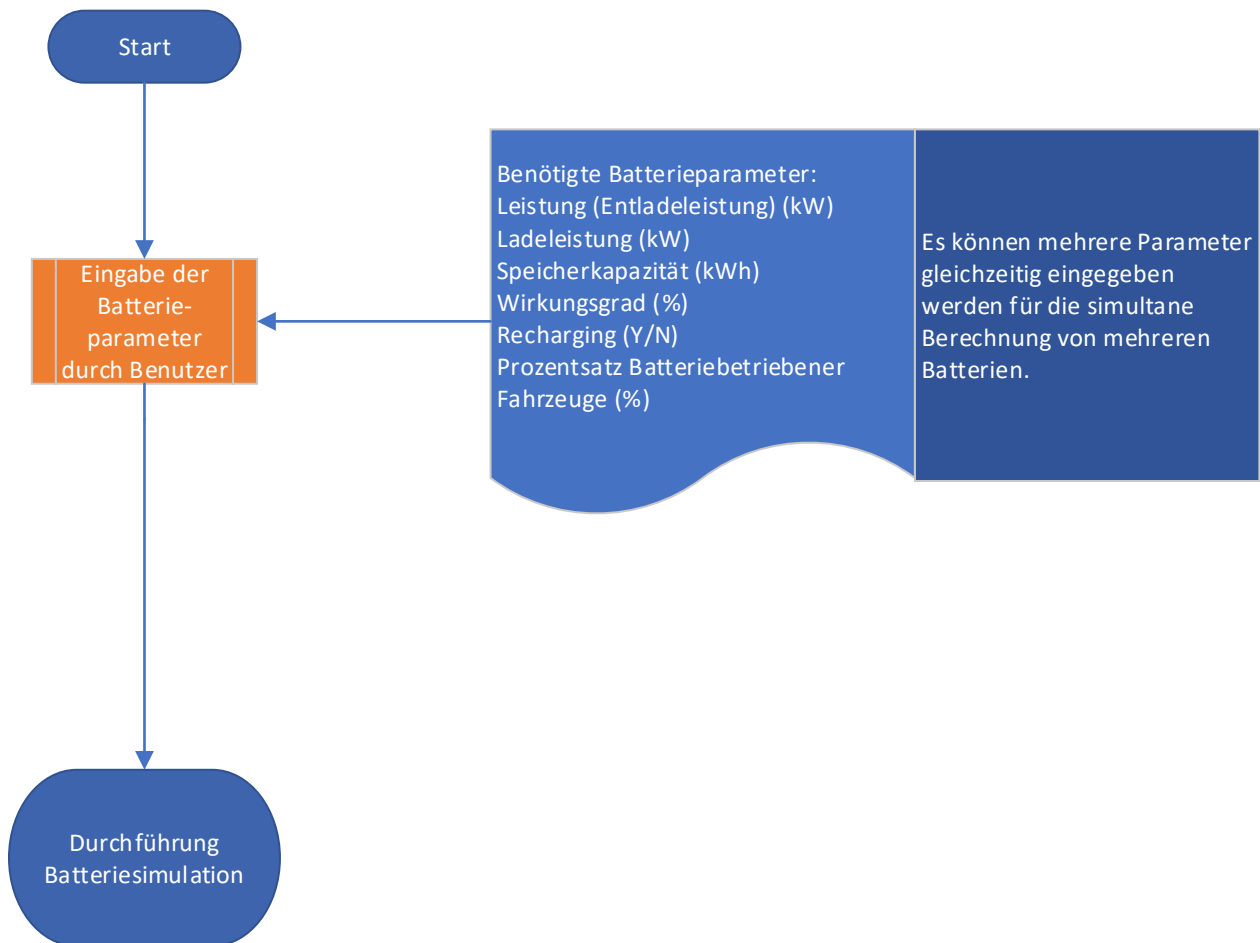 Start
Benötigte Batterieparameter:
Leistung (Entladeleistung) (kW)
Ladeleistung (kW)
Speicherkapazität (kWh)
Wirkungsgrad (%)
Recharging (Y/N)
Prozentsatz Batteriebetriebener
Fahrzeuge (%)
Es können mehrere Parameter
gleichzeitig eingegeben
werden für die simultane
Berechnung von mehreren
Batterien.
Eingabe der
Batterie-
parameter
durch Benutzer
Durchführung
Batteriesimulation